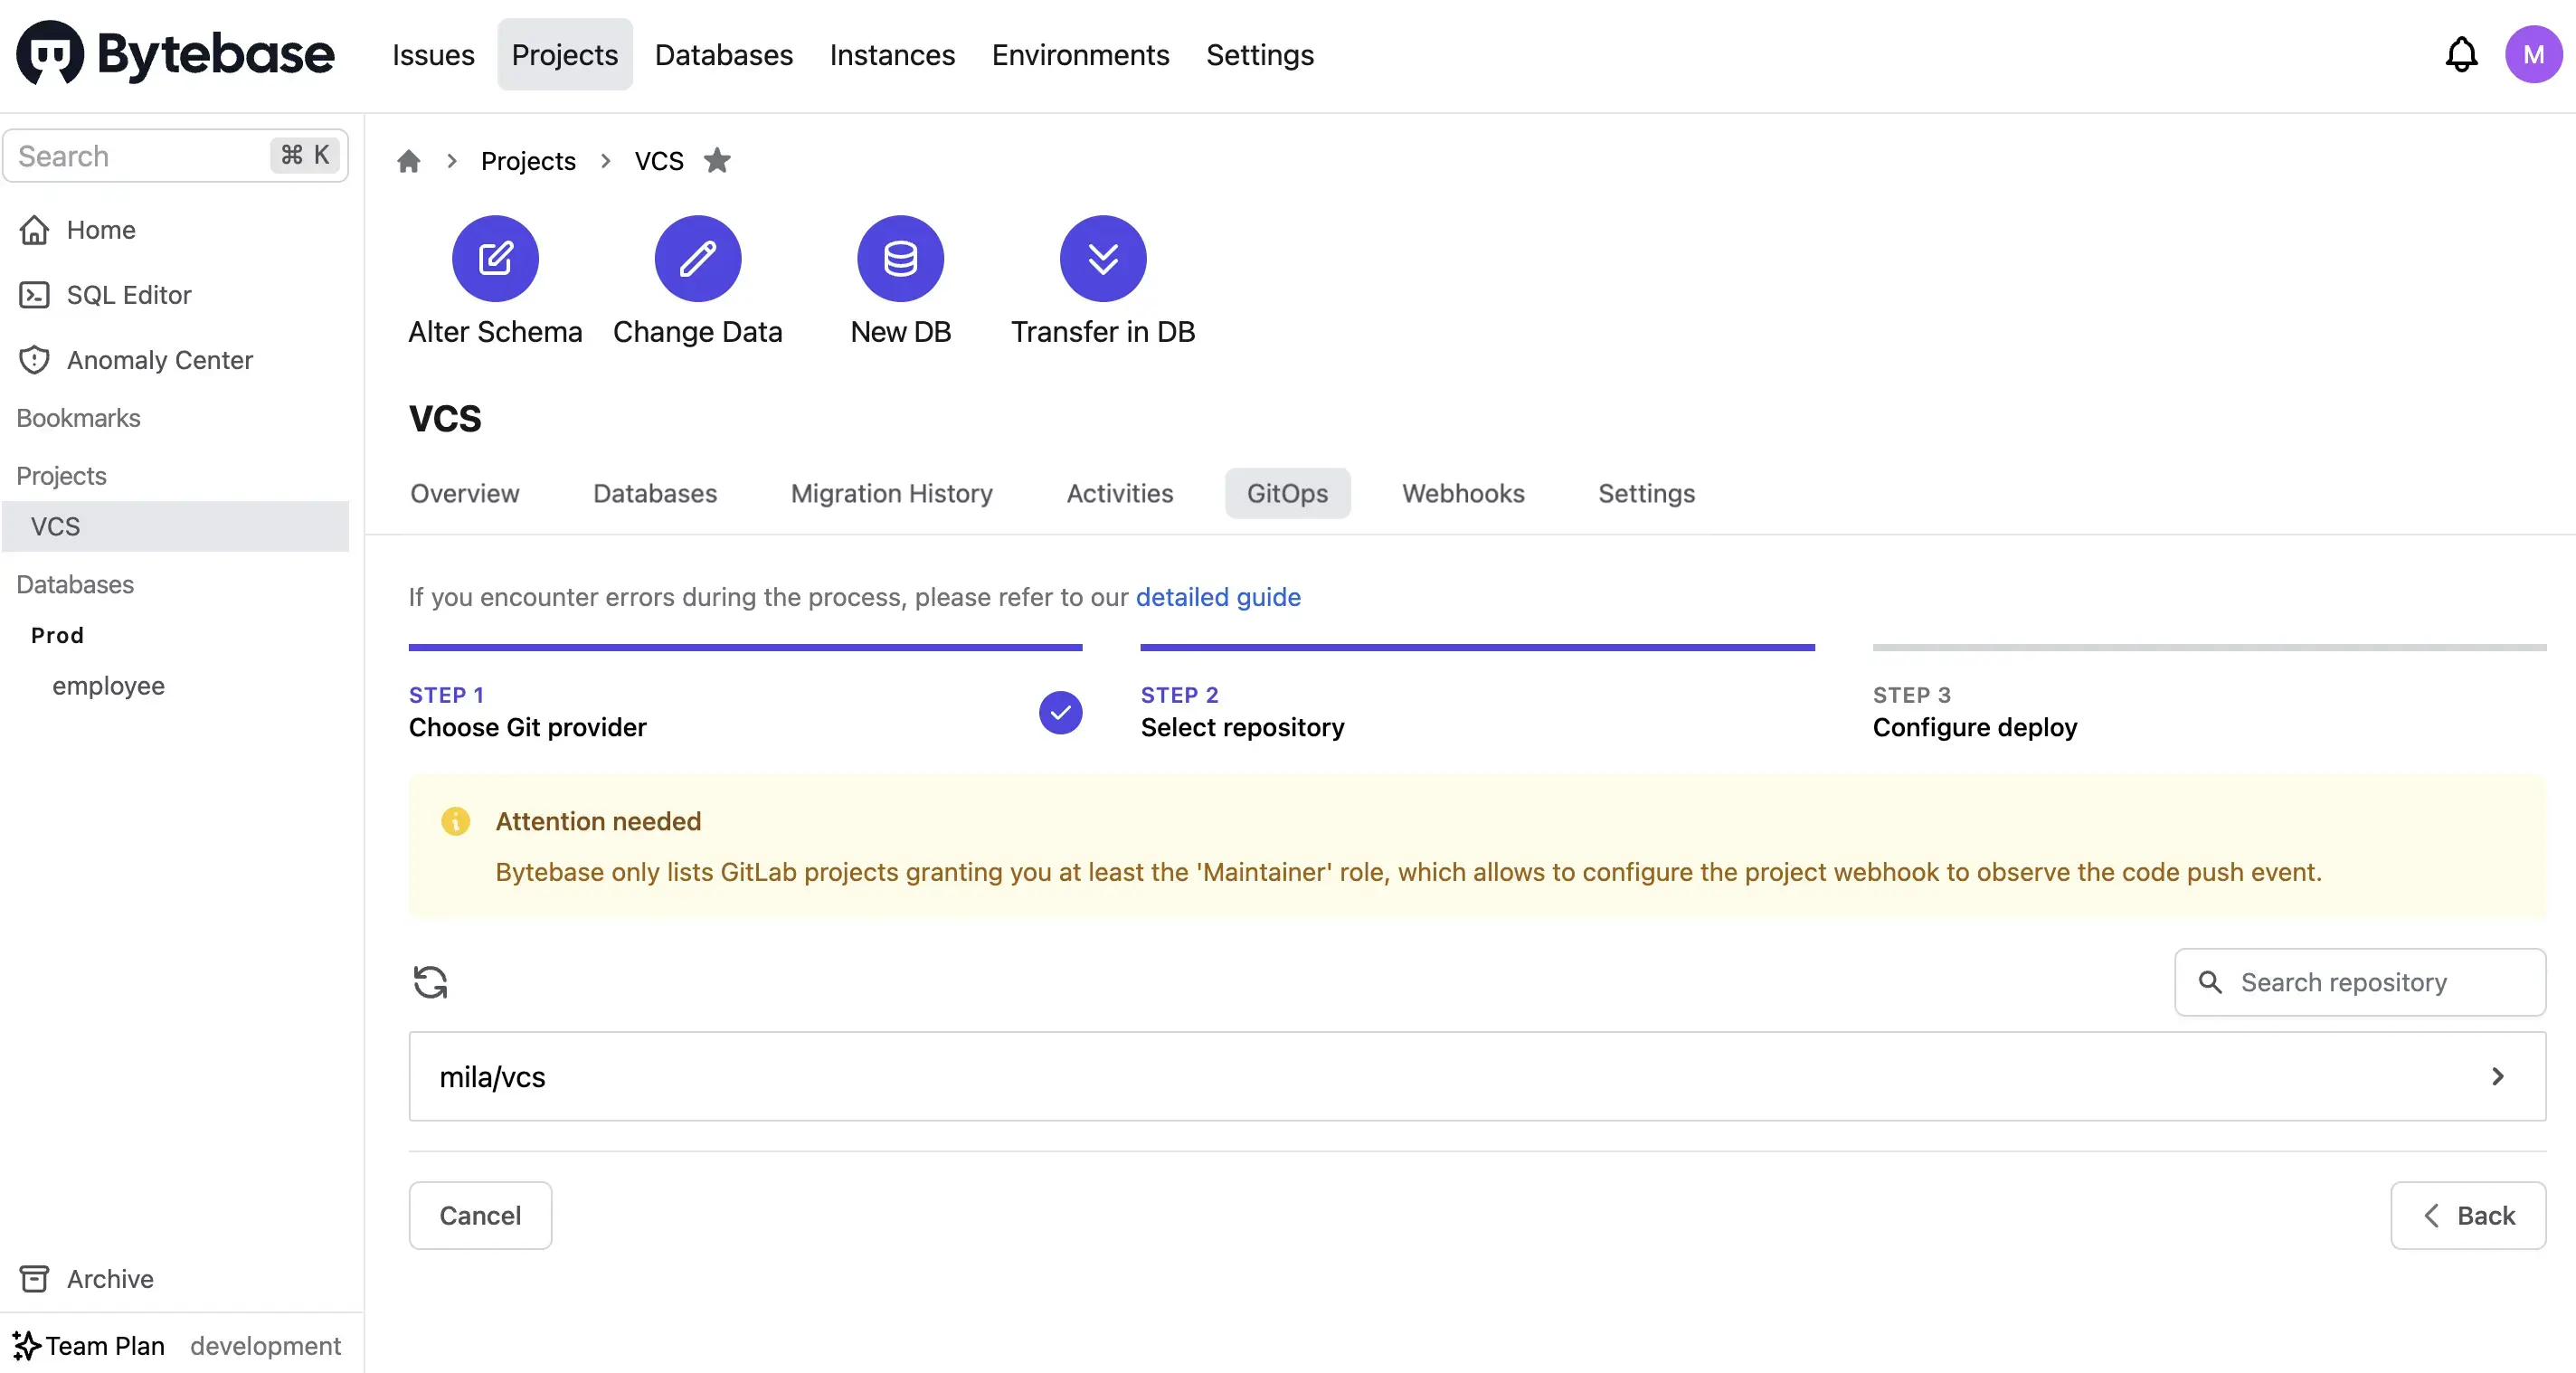 Bytebase
Issues Projects Databases Instances Environments Settings
M
Search ⌘ K
Home
SQL Editor
Anomaly Center
Bookmarks
Projects
VCS
Databases
Prod
employee
Archive
Team Plan development
Projects VCS
Alter Schema Change Data New DB Transfer in DB
VCS
Overview Databases Migration History Activities GitOps Webhooks Settings
If you encounter errors during the process, please refer to our detailed guide
STEP 1
Choose Git provider
STEP 2
Select repository
STEP 3
Configure deploy
Attention needed
Bytebase only lists GitLab projects granting you at least the 'Maintainer' role, which allows to configure the project webhook to observe the code push event.
Search repository
mila/vcs
Cancel
Back